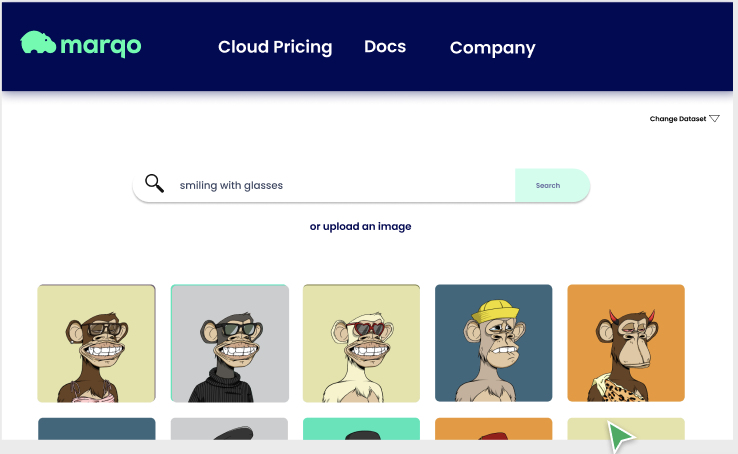 marqo
Cloud Pricing
Docs
Company
Change Dataset
smiling with glasses
Search
or upload an image